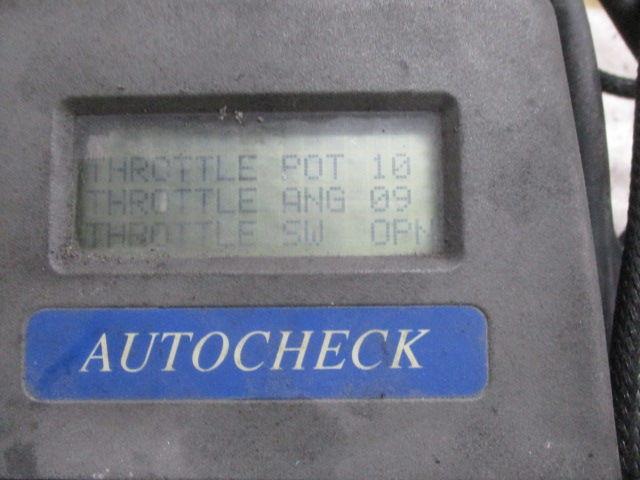 THROTTLE POT 10
THROTTLE ANG 09
THROTTLE SW OPN
AUTOCHECK